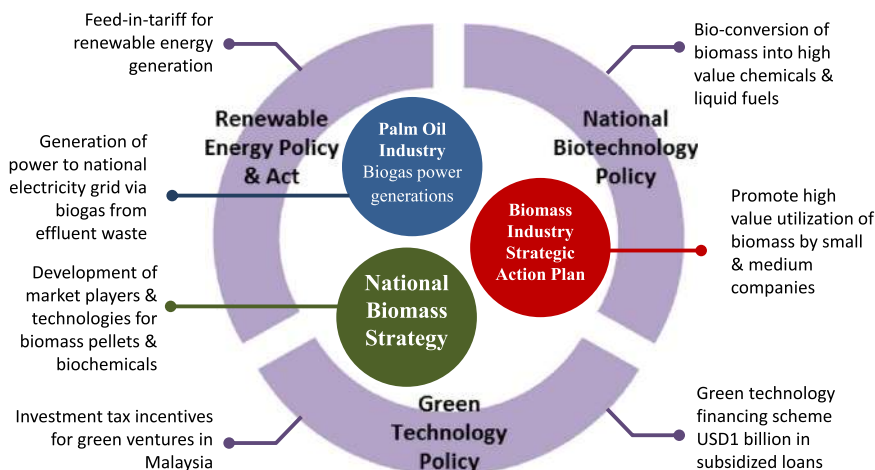 Feed-in-tariff for
renewable energy
generation
Bio-conversion of
biomass into high
value chemicals &
liquid fuels
Renewable
Energy Policy
& Act
Palm Oil
Industry
Biogas power
generations
National
Biotechnology
Policy
Generation of
power to national
electricity grid via
biogas from
effluent waste
Biomass
Industry
Strategic
Action Plan
Promote high
value utilization of
biomass by small
& medium
companies
Development of
market players &
technologies for
biomass pellets &
biochemicals
National
Biomass
Strategy
Investment tax incentives
for green ventures in
Malaysia
Green
Technology
Policy
Green technology
financing scheme
USD1 billion in
subsidized loans